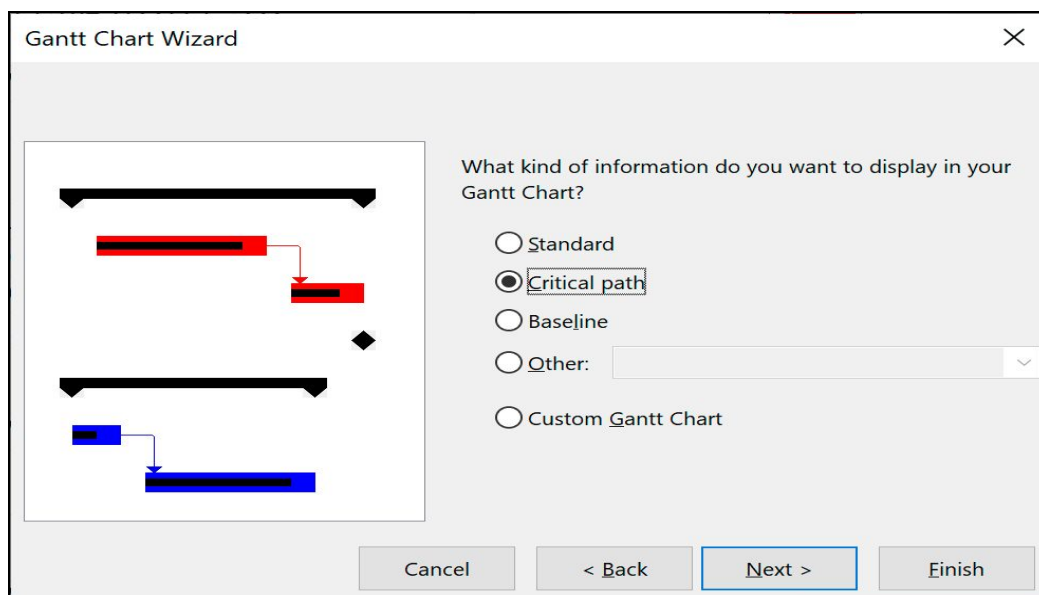 Gantt Chart Wizard
What kind of information do you want to display in your
Gantt Chart?
Standard
Critical path
Baseline
Other:
Custom Gantt Chart
Cancel
< Back
Next >
Finish